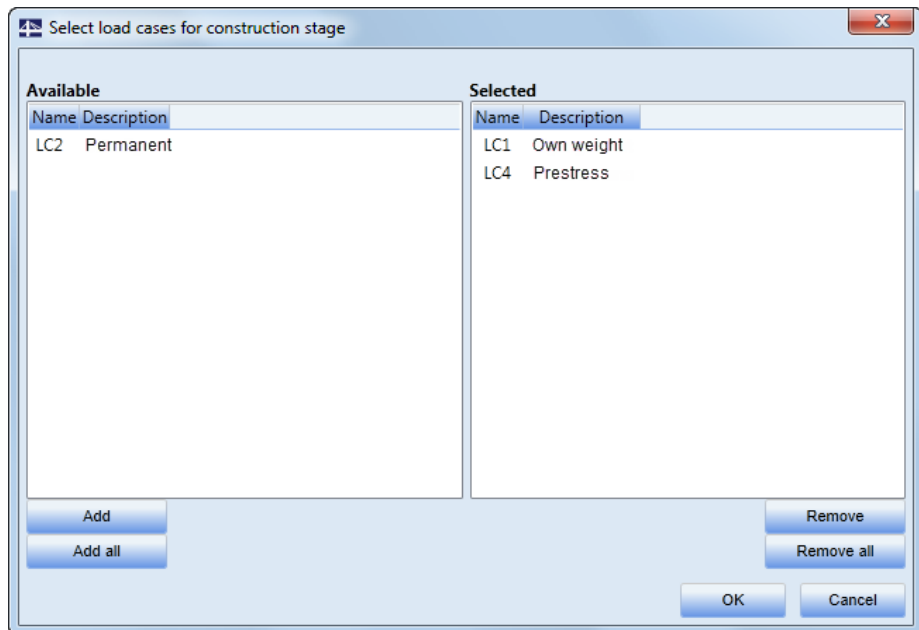 Select load cases for construction stage
Available
Name Description
LC2 Permanent
Selected
Name Description
LC1 Own weight
LC4 Prestress
Add
Add all
Remove
Remove all
OK
Cancel